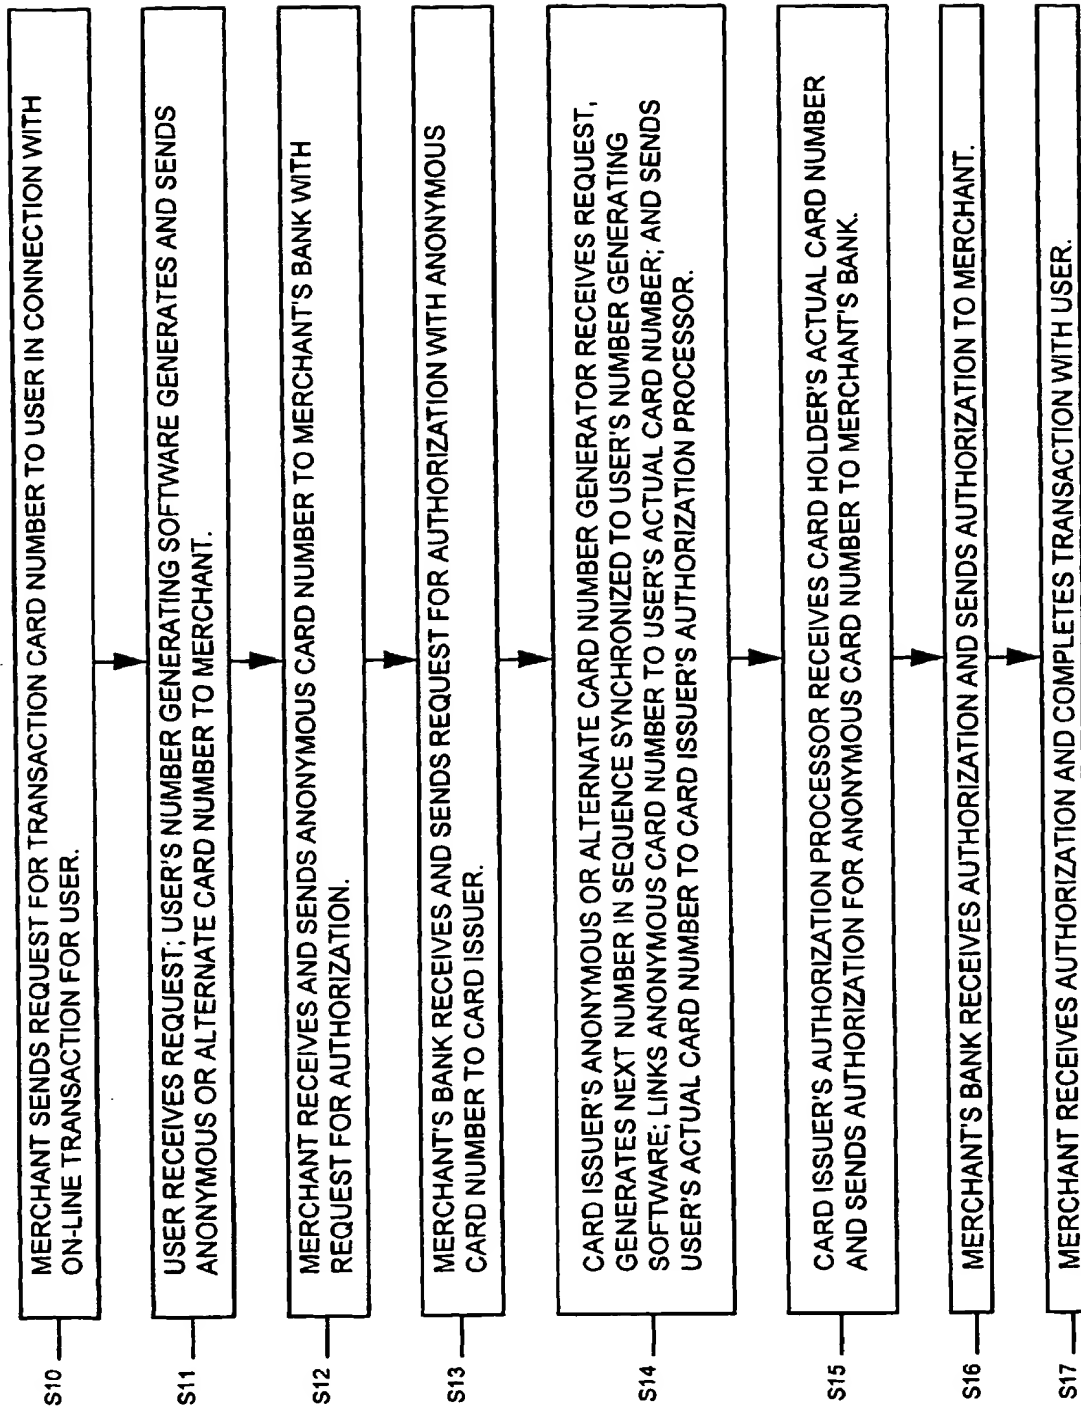 S10
MERCHANT SENDS REQUEST FOR TRANSACTION CARD NUMBER TO USER IN CONNECTION WITH
ON-LINE TRANSACTION FOR USER.
S11
USER RECEIVES REQUEST; USER'S NUMBER GENERATING SOFTWARE GENERATES AND SENDS
ANONYMOUS OR ALTERNATE CARD NUMBER TO MERCHANT.
S12
MERCHANT RECEIVES AND SENDS ANONYMOUS CARD NUMBER TO MERCHANT'S BANK WITH
REQUEST FOR AUTHORIZATION.
S13
MERCHANT'S BANK RECEIVES AND SENDS REQUEST FOR AUTHORIZATION WITH ANONYMOUS
CARD NUMBER TO CARD ISSUER.
S14
CARD ISSUER'S ANONYMOUS OR ALTERNATE CARD NUMBER GENERATOR RECEIVES REQUEST,
GENERATES NEXT NUMBER IN SEQUENCE SYNCHRONIZED TO USER'S NUMBER GENERATING
SOFTWARE; LINKS ANONYMOUS CARD NUMBER TO USER'S ACTUAL CARD NUMBER; AND SENDS
USER'S ACTUAL CARD NUMBER TO CARD ISSUER'S AUTHORIZATION PROCESSOR.
S15
CARD ISSUER'S AUTHORIZATION PROCESSOR RECEIVES CARD HOLDER'S ACTUAL CARD NUMBER
AND SENDS AUTHORIZATION FOR ANONYMOUS CARD NUMBER TO MERCHANT'S BANK.
S16
MERCHANT'S BANK RECEIVES AUTHORIZATION AND SENDS AUTHORIZATION TO MERCHANT.
S17
MERCHANT RECEIVES AUTHORIZATION AND COMPLETES TRANSACTION WITH USER.